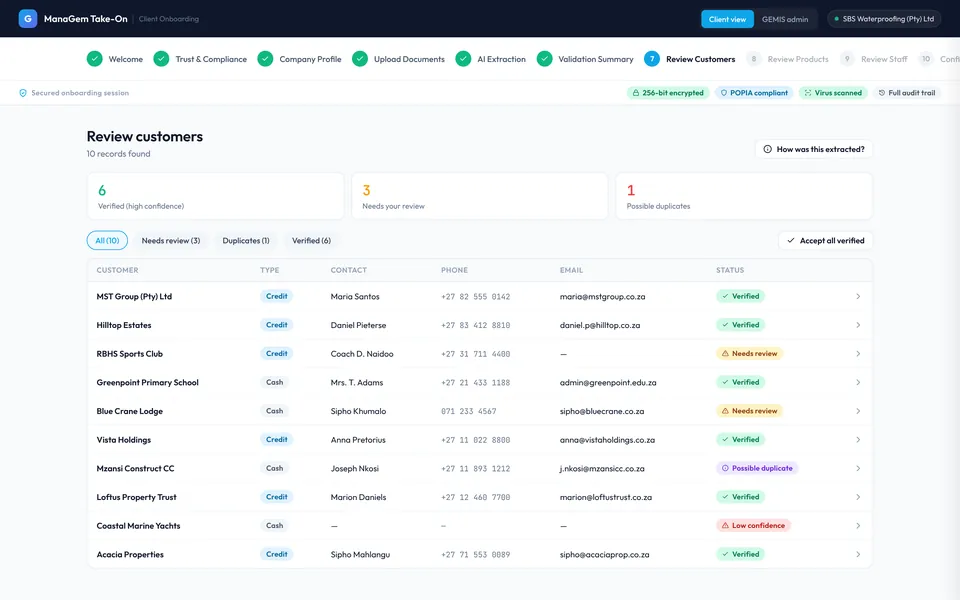 G ManaGem Take-On Client Onboarding Client view GEMIS admin SBS Waterproofing (Pty) Ltd
Welcome Trust & Compliance Company Profile Upload Documents AI Extraction Validation Summary 7 Review Customers 8 Review Products 9 Review Staff 10
Secured onboarding session 256-bit encrypted POPIA compliant Virus scanned Full audit trail
Review customers
10 records found
How was this extracted?
6
Verified (high confidence)
3
Needs your review
1
Possible duplicates
All (10) Needs review (3) Duplicates (1) Verified (6) Accept all verified
CUSTOMER TYPE CONTACT PHONE EMAIL STATUS
MST Group (Pty) Ltd Credit Maria Santos +27 82 555 0142 maria@mstgroup.co.za Verified
Hilltop Estates Credit Daniel Pieterse +27 83 412 8810 daniel.p@hilltop.co.za Verified
RBHS Sports Club Credit Coach D. Naidoo +27 31 711 4400 — Needs review
Greenpoint Primary School Cash Mrs. T. Adams +27 21 433 1188 admin@greenpoint.edu.za Verified
Blue Crane Lodge Cash Sipho Khumalo 071 233 4567 sipho@bluecrane.co.za Needs review
Vista Holdings Credit Anna Pretorius +27 11 022 8800 anna@vistaholdings.co.za Verified
Mzansi Construct CC Cash Joseph Nkosi +27 11 893 1212 j.nkosi@mzansicc.co.za Possible duplicate
Loftus Property Trust Credit Marion Daniels +27 12 460 7700 marion@loftustrust.co.za Verified
Coastal Marine Yachts Cash — — — Low confidence
Acacia Properties Credit Sipho Mahlangu +27 71 553 0089 sipho@acaciaprop.co.za Verified